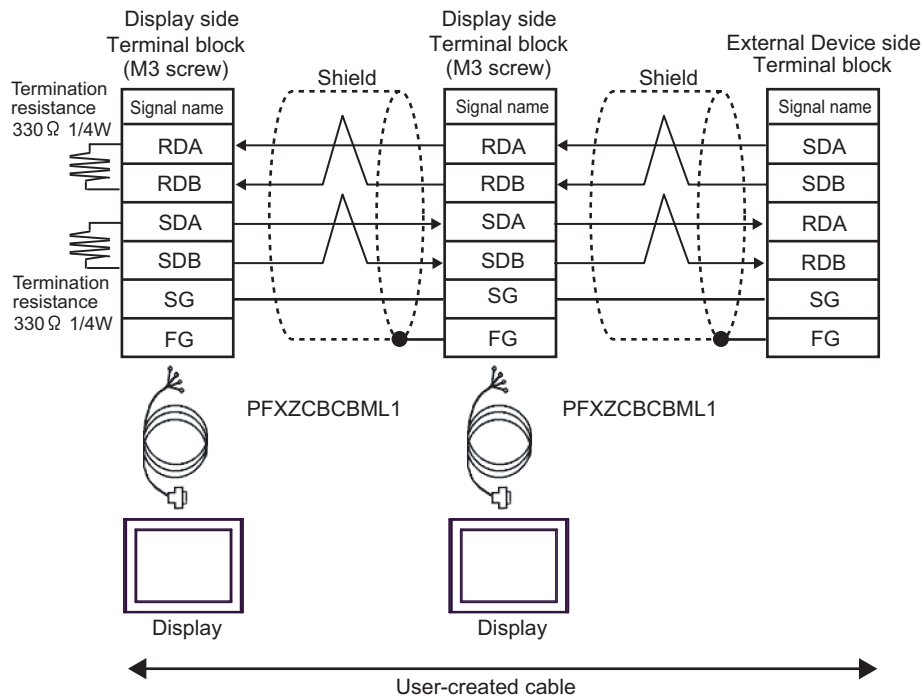 Display side
Terminal block
(M3 screw)
Display side
Terminal block
(M3 screw)
External Device side
Terminal block
Termination
resistance
330Ω 1/4W
Shield
Shield
Signal name
RDA
RDB
SDA
SDB
SG
FG
Signal name
RDA
RDB
SDA
SDB
SG
FG
Signal name
SDA
SDB
RDA
RDB
SG
FG
Termination
resistance
330Ω 1/4W
PFXZCBCBML1
PFXZCBCBML1
Display
Display
User-created cable